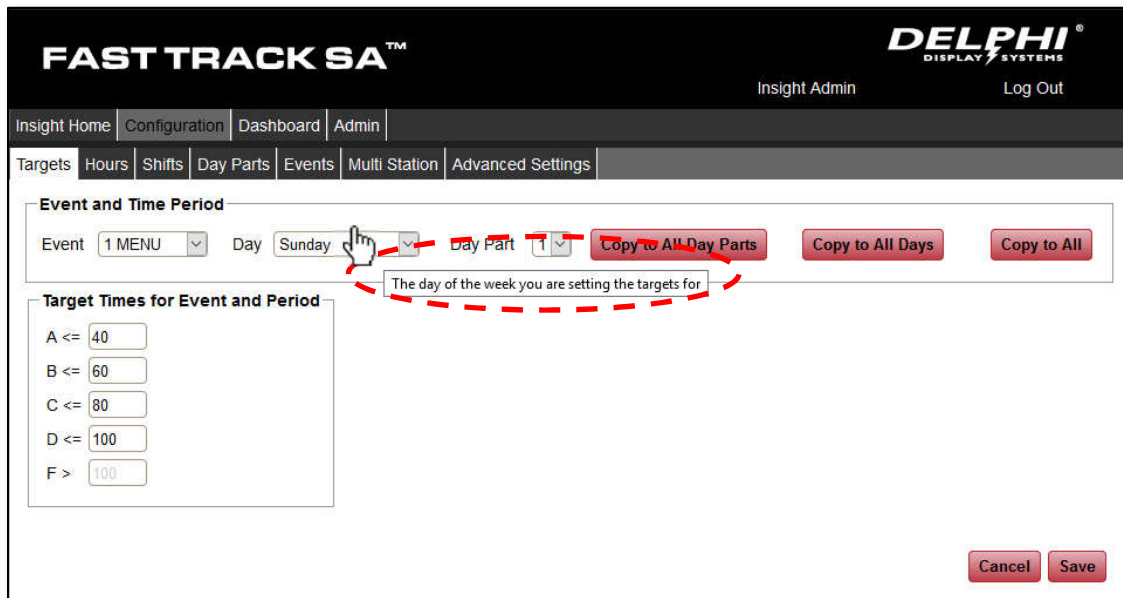 FAST TRACK SA™
DELPHI®
DISPLAY SYSTEMS
Insight Admin Log Out
Insight Home Configuration Dashboard Admin
Targets Hours Shifts Day Parts Events Multi Station Advanced Settings
Event and Time Period
Event 1 MENU Day Sunday Day Part 1 Copy to All Day Parts Copy to All Days Copy to All
The day of the week you are setting the targets for
Target Times for Event and Period
A <= 40
B <= 60
C <= 80
D <= 100
F > 100
Cancel Save